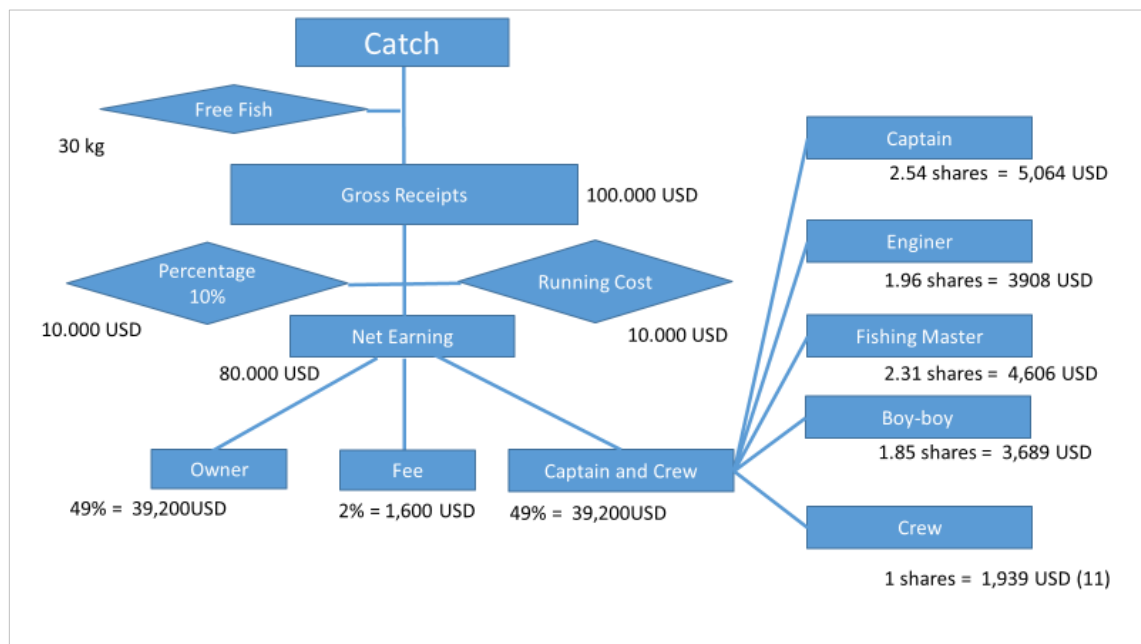 Catch
Free Fish
30 kg
Gross Receipts
100.000 USD
Percentage
10%
10.000 USD
Running Cost
10.000 USD
Net Earning
80.000 USD
Owner
49% = 39,200USD
Fee
2% = 1,600 USD
Captain and Crew
49% = 39,200USD
Captain
2.54 shares = 5,064 USD
Enginer
1.96 shares = 3908 USD
Fishing Master
2.31 shares = 4,606 USD
Boy-boy
1.85 shares = 3,689 USD
Crew
1 shares = 1,939 USD (11)